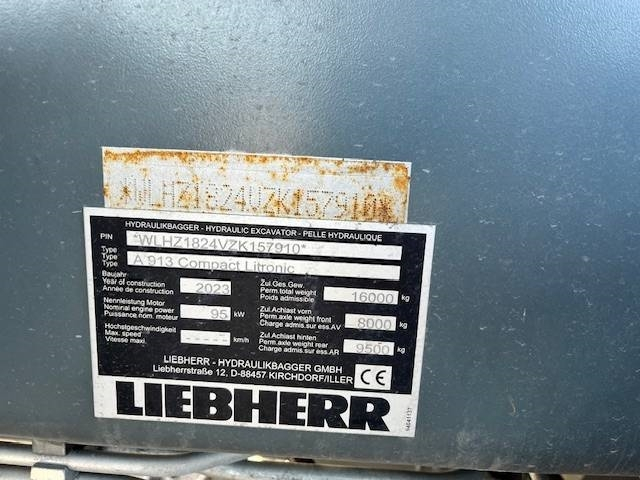 *WLHZ1824VZK157910*
HYDRAULIKBAGGER - HYDRAULIC EXCAVATOR - PELLE HYDRAULIQUE
PIN *WLHZ1824VZK157910*
Type
Type A 913 Compact Litronic
Type
Baujahr
Year of construction 2023
Année de construction
Nennleistung Motor
Nominal engine power 95 kW
Puissance nom. moteur
Höchstgeschwindigkeit
Max. speed - - - - - km/h
Vitesse maxi.
Zul.Ges.Gew.
Perm.total weight 16000 kg
Poids admissible
Zul.Achlast vorn
Perm.axle weight front 8000 kg
Charge admis.sur ess.AV
Zul.Achlast hinten
Perm.axle weight rear 9500 kg
Charge admis.sur ess.AR
LIEBHERR - HYDRAULIKBAGGER GMBH
Liebherrstraße 12, D-88457 KIRCHDORF/ILLER
CE
LIEBHERR